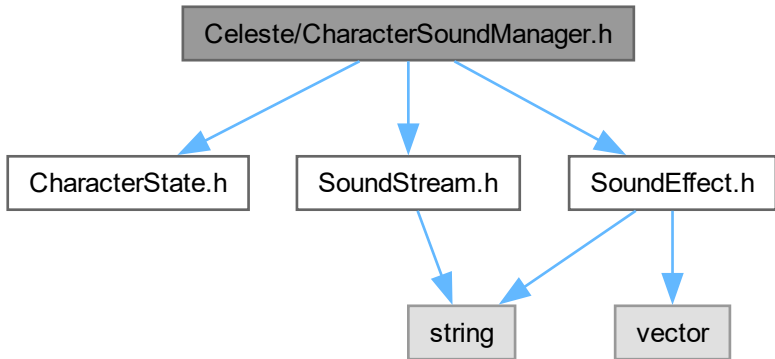 Celeste/CharacterSoundManager.h
CharacterState.h
SoundStream.h
SoundEffect.h
string
vector